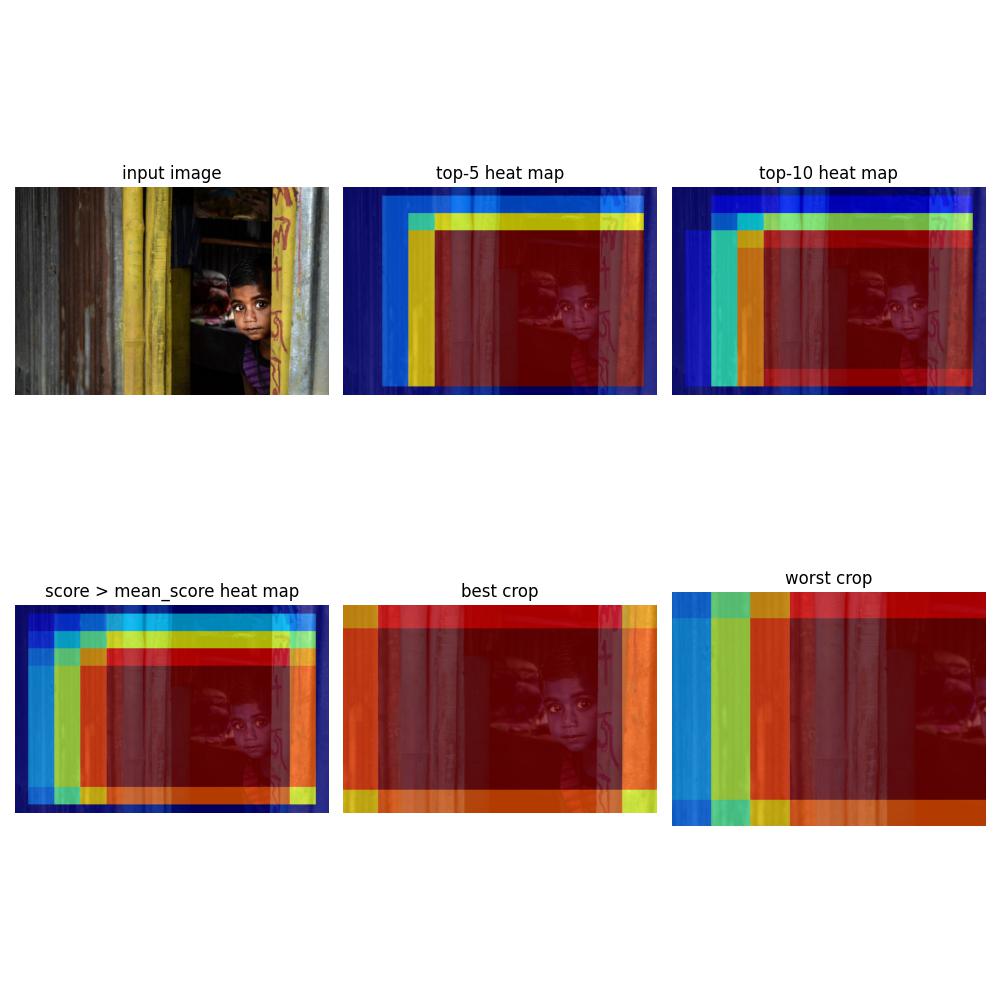 input image
top-5 heat map
top-10 heat map
score > mean_score heat map
best crop
worst crop